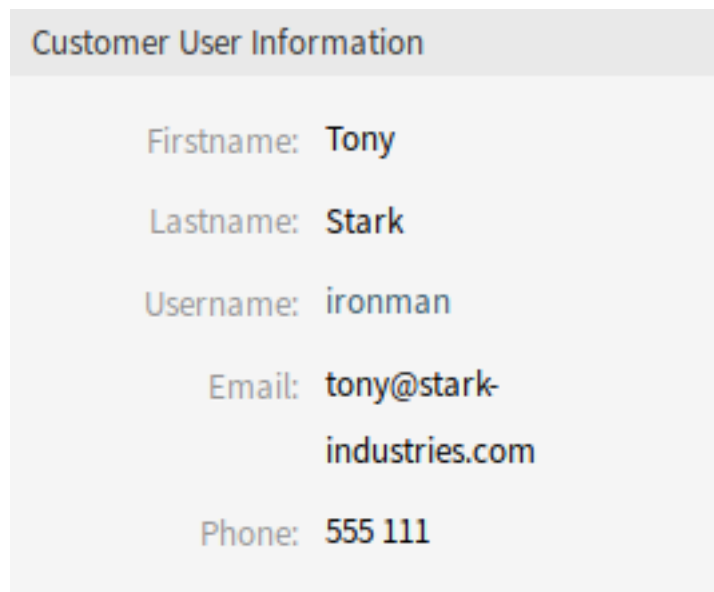 Customer User Information
Firstname: Tony
Lastname: Stark
Username: ironman
Email: tony@stark-
industries.com
Phone: 555 111